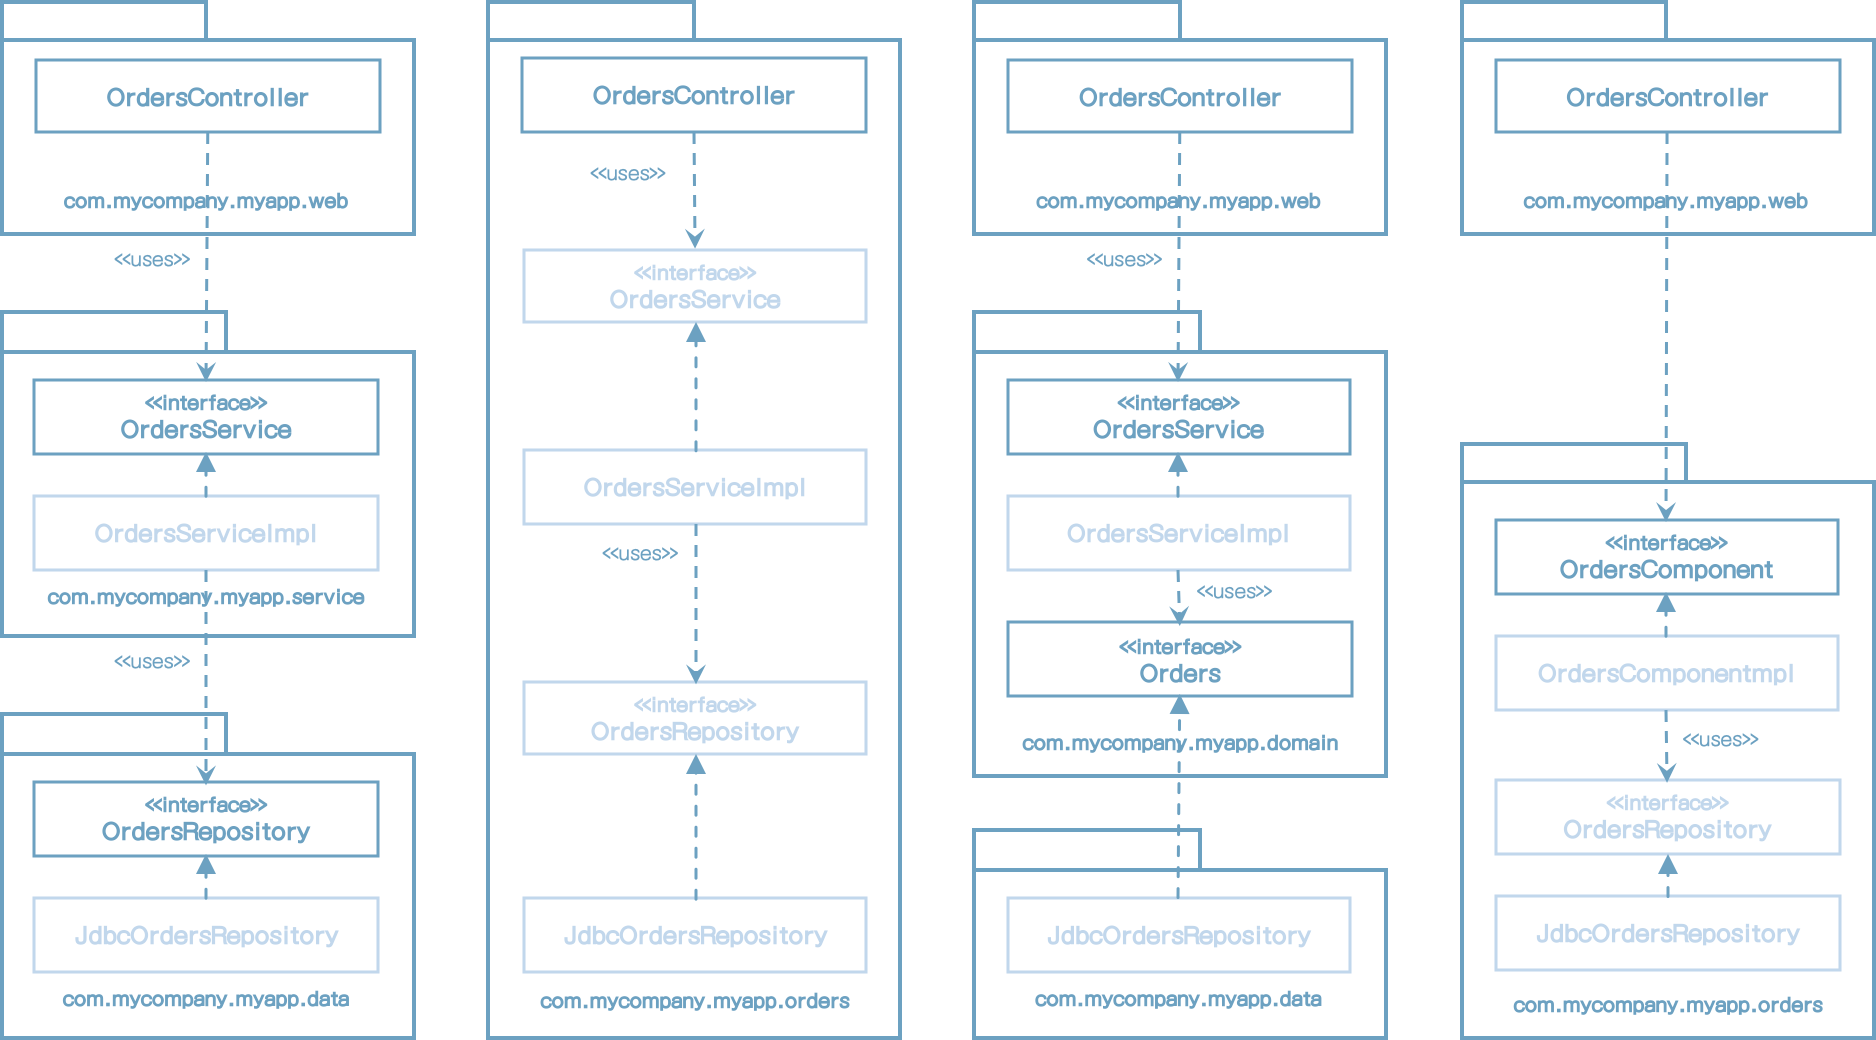 OrdersController
com.mycompany.myapp.web
<<uses>>
<<interface>>
OrdersService
OrdersServiceImpl
com.mycompany.myapp.service
<<uses>>
<<interface>>
OrdersRepository
JdbcOrdersRepository
com.mycompany.myapp.data
OrdersController
<<uses>>
<<interface>>
OrdersService
OrdersServiceImpl
<<uses>>
<<interface>>
OrdersRepository
JdbcOrdersRepository
com.mycompany.myapp.orders
OrdersController
com.mycompany.myapp.web
<<uses>>
<<interface>>
OrdersService
OrdersServiceImpl
<<uses>>
<<interface>>
Orders
com.mycompany.myapp.domain
JdbcOrdersRepository
com.mycompany.myapp.data
OrdersController
com.mycompany.myapp.web
<<interface>>
OrdersComponent
OrdersComponentmpl
<<uses>>
<<interface>>
OrdersRepository
JdbcOrdersRepository
com.mycompany.myapp.orders